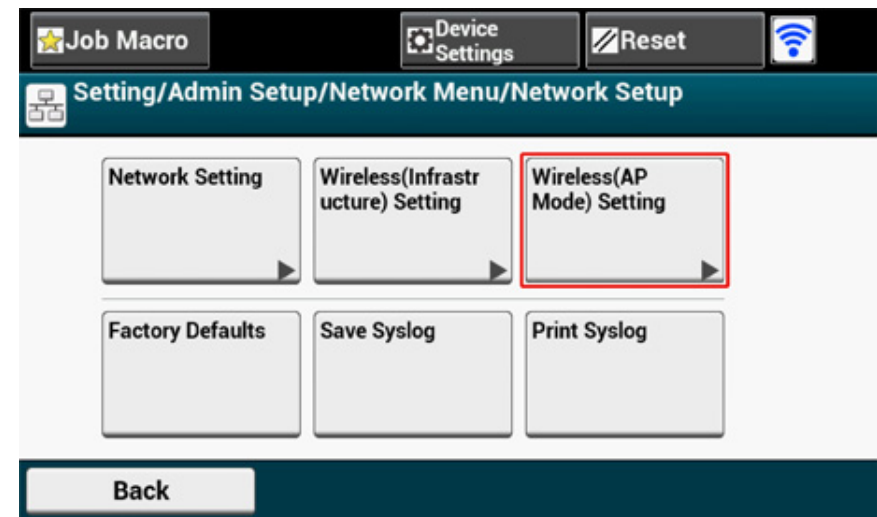 Job Macro
Device
Settings
Reset
Setting/Admin Setup/Network Menu/Network Setup
Network Setting
Wireless(Infrastr
ucture) Setting
Wireless(AP
Mode) Setting
Factory Defaults
Save Syslog
Print Syslog
Back